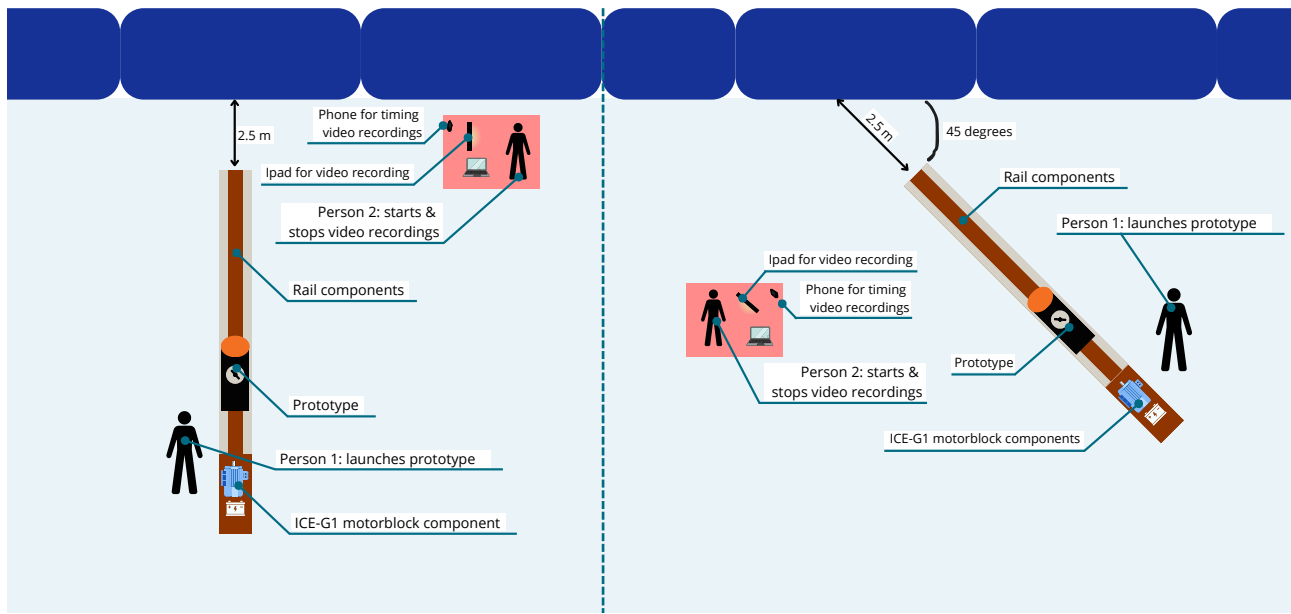 2.5 m
Phone for timing
video recordings
Ipad for video recording
Person 2: starts &
stops video recordings
Rail components
Prototype
Person 1: launches prototype
ICE-G1 motorblock component
2.5 m
45 degrees
Rail components
Person 1: launches prototype
Ipad for video recording
Phone for timing
video recordings
Prototype
Person 2: starts &
stops video recordings
ICE-G1 motorblock components